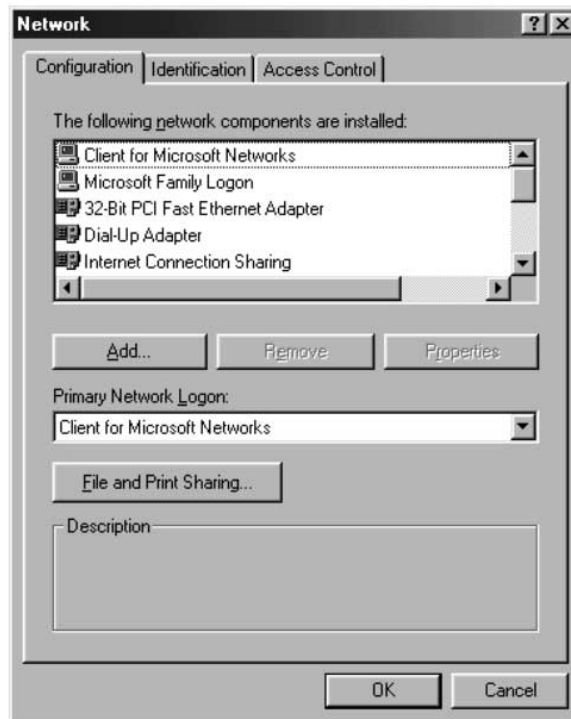 Network
Configuration Identification Access Control
The following network components are installed:
Client for Microsoft Networks
Microsoft Family Logon
32-Bit PCI Fast Ethernet Adapter
Dial-Up Adapter
Internet Connection Sharing
Add... Remove Properties
Primary Network Logon:
Client for Microsoft Networks
File and Print Sharing...
Description
OK Cancel